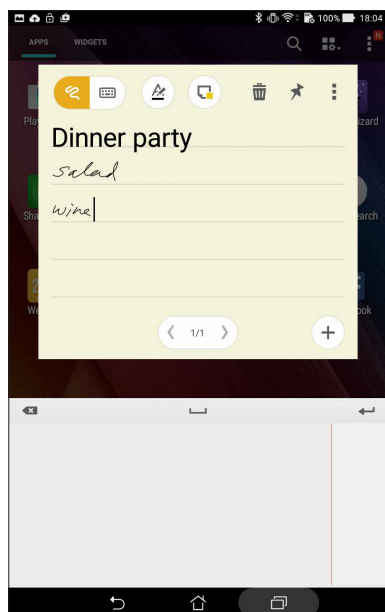 100% 18:04
APPS WIDGETS
N
Dinner party
salad
wine
1/1